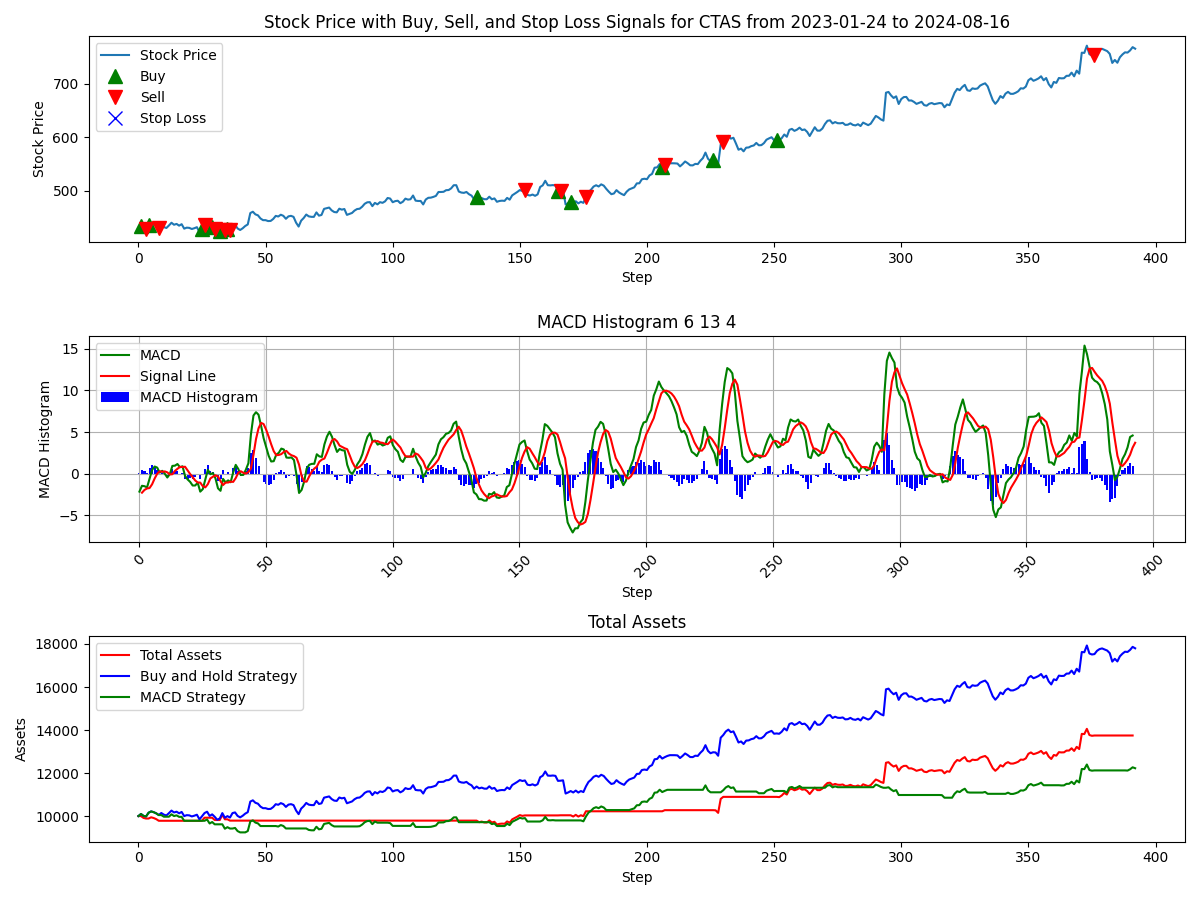 Stock Price with Buy, Sell, and Stop Loss Signals for CTAS from 2023-01-24 to 2024-08-16
Stock Price
Buy
Sell
Stop Loss
Stock Price
700
600
500
0 50 100 150 200 250 300 350 400
Step
MACD Histogram 6 13 4
MACD
Signal Line
MACD Histogram
MACD Histogram
15
10
5
0
−5
0 50 100 150 200 250 300 350 400
Step
Total Assets
Total Assets
Buy and Hold Strategy
MACD Strategy
Assets
18000
16000
14000
12000
10000
0 50 100 150 200 250 300 350 400
Step